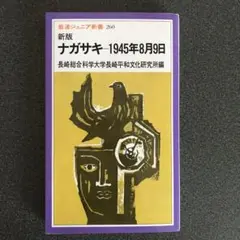 岩波ジュニア新書 260
新版
ナガサキ―1945年8月9日
長崎総合科学大学長崎平和文化研究所編